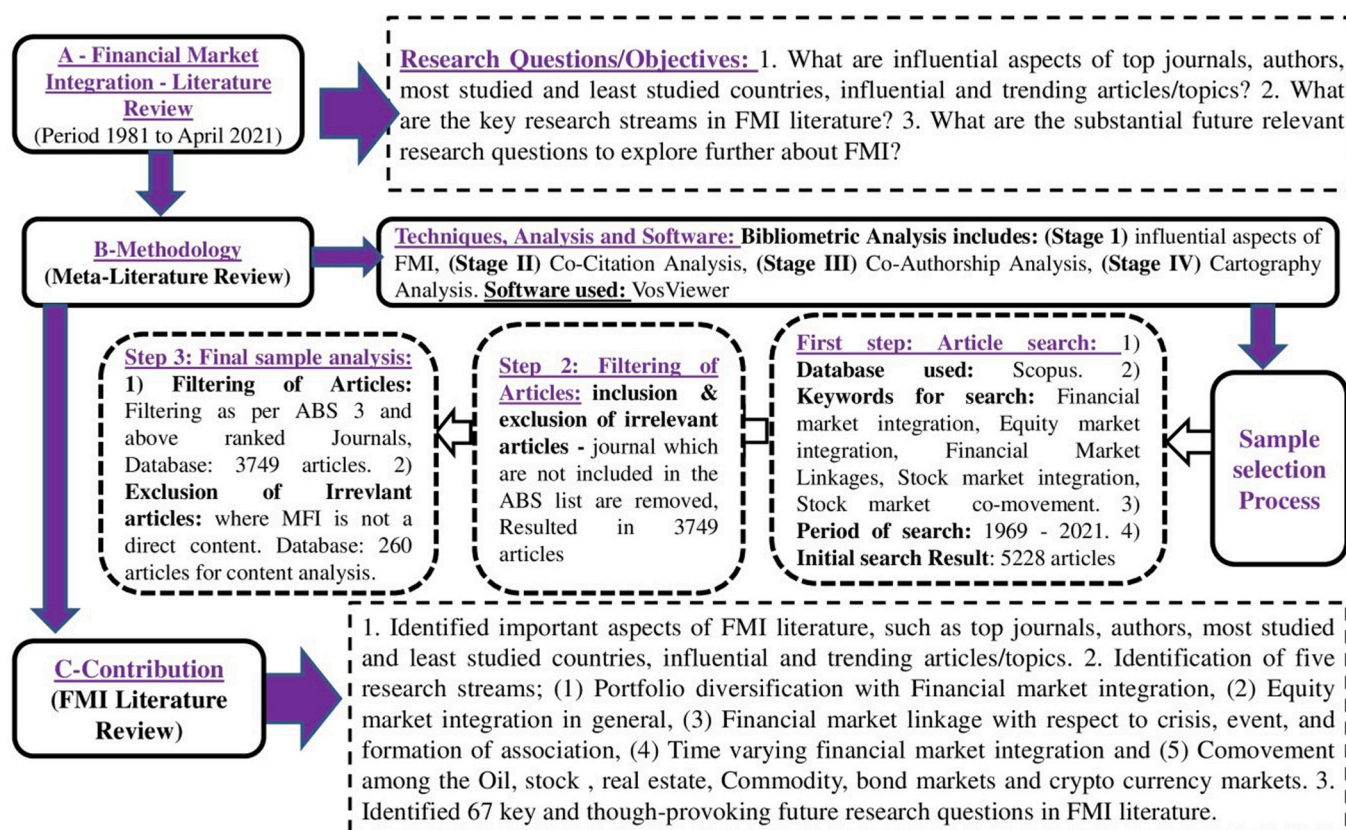 A - Financial Market
Integration - Literature
Review
(Period 1981 to April 2021)
Research Questions/Objectives: 1. What are influential aspects of top journals, authors,
most studied and least studied countries, influential and trending articles/topics? 2. What
are the key research streams in FMI literature? 3. What are the substantial future relevant
research questions to explore further about FMI?
B-Methodology
(Meta-Literature Review)
Techniques, Analysis and Software: Bibliometric Analysis includes: (Stage 1) influential aspects of
FMI, (Stage II) Co-Citation Analysis, (Stage III) Co-Authorship Analysis, (Stage IV) Cartography
Analysis. Software used: VosViewer
Step 3: Final sample analysis:
1) Filtering of Articles:
Filtering as per ABS 3 and
above ranked Journals,
Database: 3749 articles. 2)
Exclusion of Irrevlant
articles: where MFI is not a
direct content. Database: 260
articles for content analysis.
Step 2: Filtering of
Articles: inclusion &
exclusion of irrelevant
articles - journal which
are not included in the
ABS list are removed,
Resulted in 3749
articles
First step: Article search: 1)
Database used: Scopus. 2)
Keywords for search: Financial
market integration, Equity market
integration, Financial Market
Linkages, Stock market integration,
Stock market co-movement. 3)
Period of search: 1969 - 2021. 4)
Initial search Result: 5228 articles
Sample
selection
Process
C-Contribution
(FMI Literature
Review)
1. Identified important aspects of FMI literature, such as top journals, authors, most studied
and least studied countries, influential and trending articles/topics. 2. Identification of five
research streams; (1) Portfolio diversification with Financial market integration, (2) Equity
market integration in general, (3) Financial market linkage with respect to crisis, event, and
formation of association, (4) Time varying financial market integration and (5) Comovement
among the Oil, stock , real estate, Commodity, bond markets and crypto currency markets. 3.
Identified 67 key and though-provoking future research questions in FMI literature.